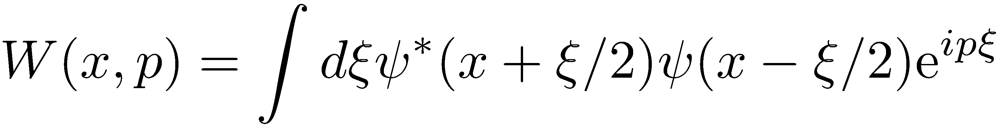 W(x, p) = ∫ dξψ*(x + ξ/2)ψ(x − ξ/2)e^{ipξ}